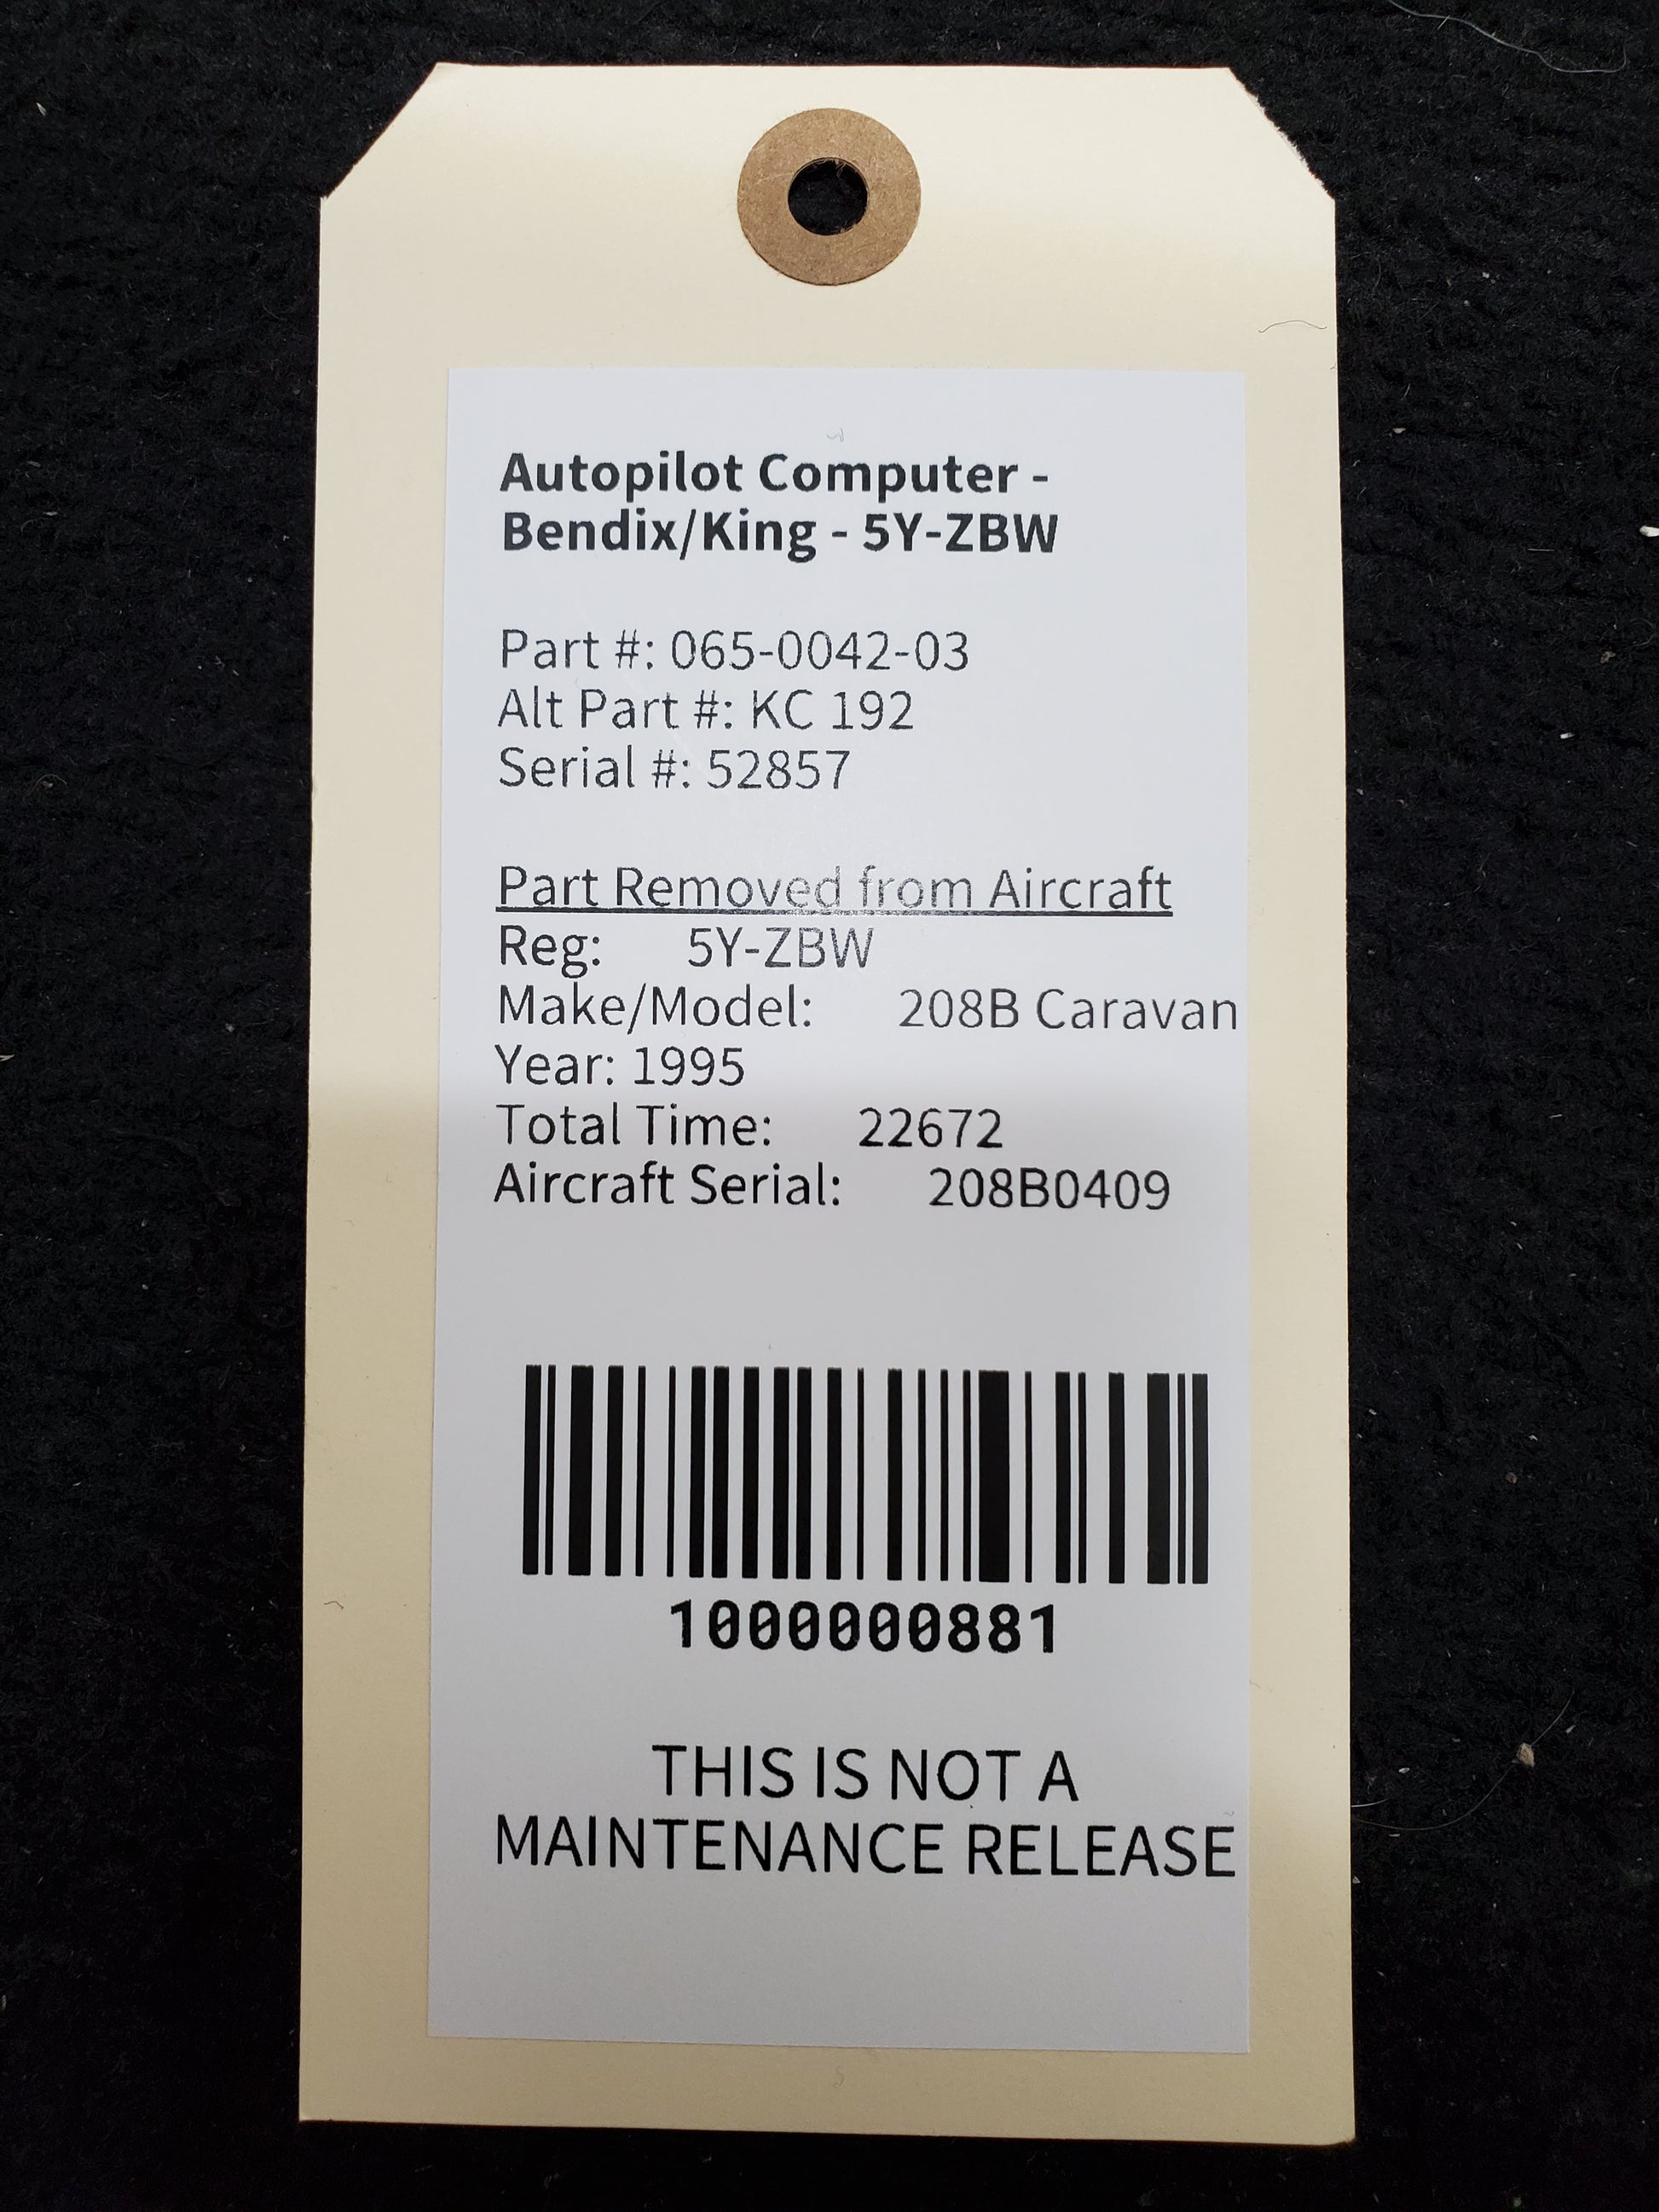 Autopilot Computer -
Bendix/King - 5Y-ZBW
Part #: 065-0042-03
Alt Part #: KC 192
Serial #: 52857
Part Removed from Aircraft
Reg: 5Y-ZBW
Make/Model: 208B Caravan
Year: 1995
Total Time: 22672
Aircraft Serial: 208B0409
1000000881
THIS IS NOT A
MAINTENANCE RELEASE